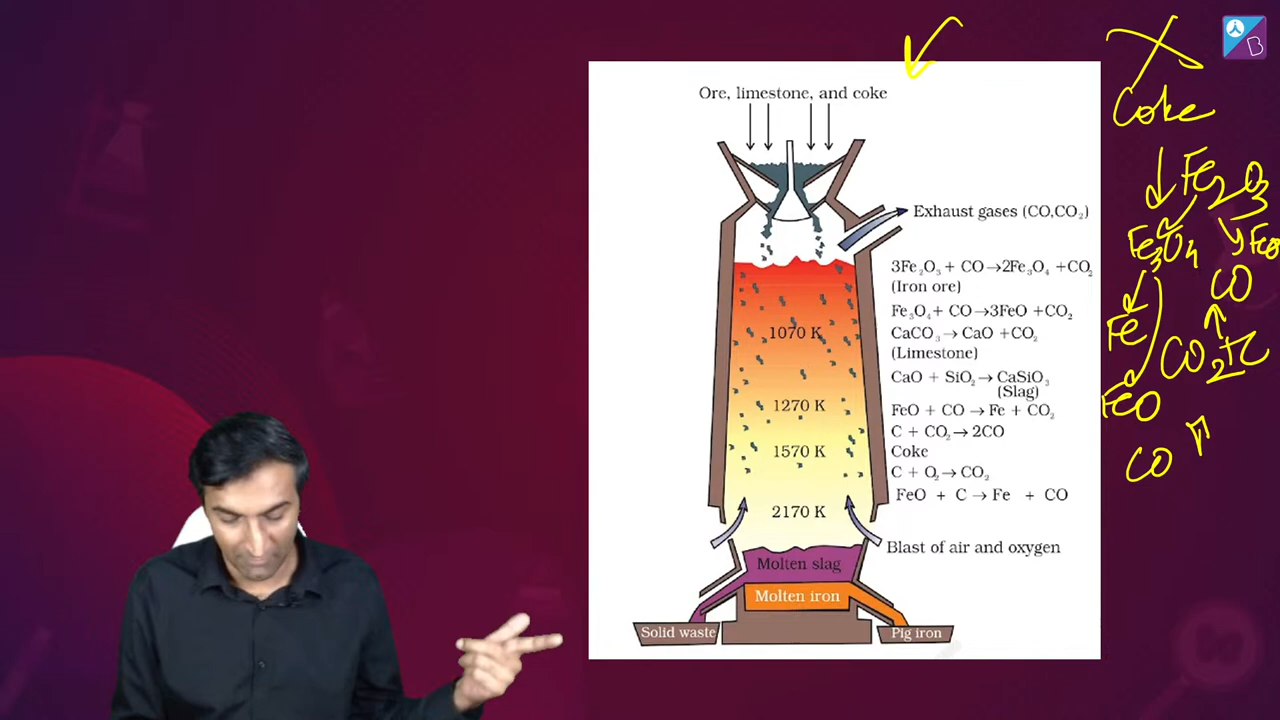 Ore, limestone, and coke
Exhaust gases (CO,CO₂)
3Fe₂O₃ + CO→2Fe₃O₄ +CO₂
(Iron ore)
Fe₃O₄+ CO→3FeO +CO₂
1070 K
CaCO₃→ CaO +CO₂
(Limestone)
CaO + SiO₂→ CaSiO₃
(Slag)
1270 K
FeO + CO → Fe + CO₂
C + CO₂→ 2CO
1570 K
Coke
C + O₂→ CO₂
FeO + C → Fe + CO
2170 K
Blast of air and oxygen
Molten slag
Molten iron
Solid waste
Pig iron
Coke
↓ Fe₂O₃
Fe₃O₄ FeO
CO
Fe
CO₂+C
FeO
CO ↑
B